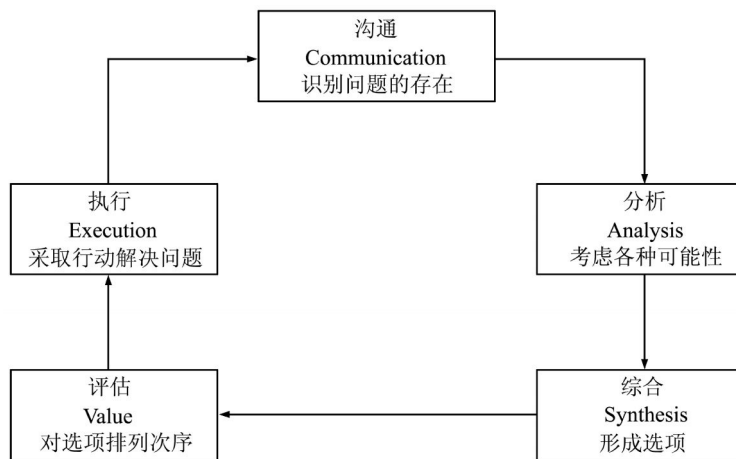 沟通
Communication
识别问题的存在
执行
Execution
采取行动解决问题
分析
Analysis
考虑各种可能性
评估
Value
对选项排列次序
综合
Synthesis
形成选项